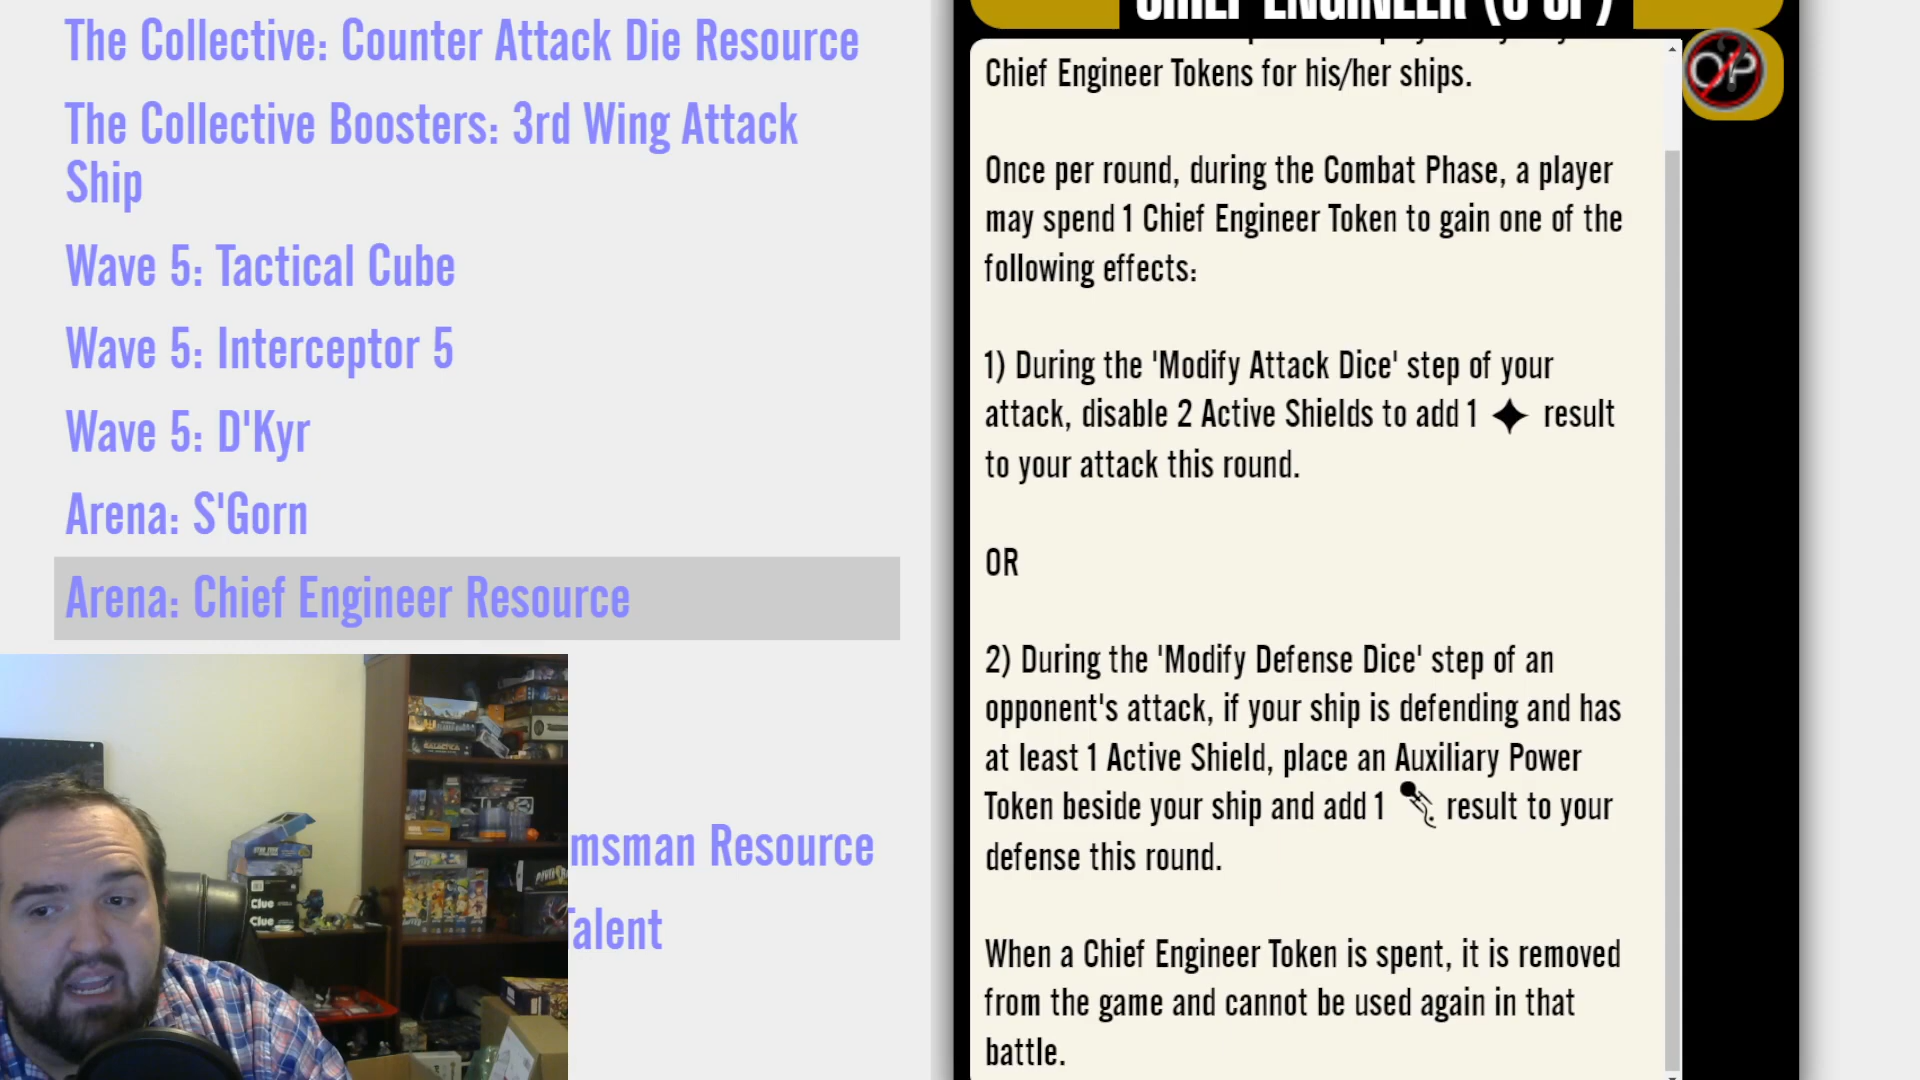 The Collective: Counter Attack Die Resource
The Collective Boosters: 3rd Wing Attack
Ship
Wave 5: Tactical Cube
Wave 5: Interceptor 5
Wave 5: D'Kyr
Arena: S'Gorn
Arena: Chief Engineer Resource
msman Resource
Talent
Clue
Clue
CHIEF ENGINEER
OP
Chief Engineer Tokens for his/her ships.
Once per round, during the Combat Phase, a player
may spend 1 Chief Engineer Token to gain one of the
following effects:
1) During the 'Modify Attack Dice' step of your
attack, disable 2 Active Shields to add 1 result
to your attack this round.
OR
2) During the 'Modify Defense Dice' step of an
opponent's attack, if your ship is defending and has
at least 1 Active Shield, place an Auxiliary Power
Token beside your ship and add 1 result to your
defense this round.
When a Chief Engineer Token is spent, it is removed
from the game and cannot be used again in that
battle.